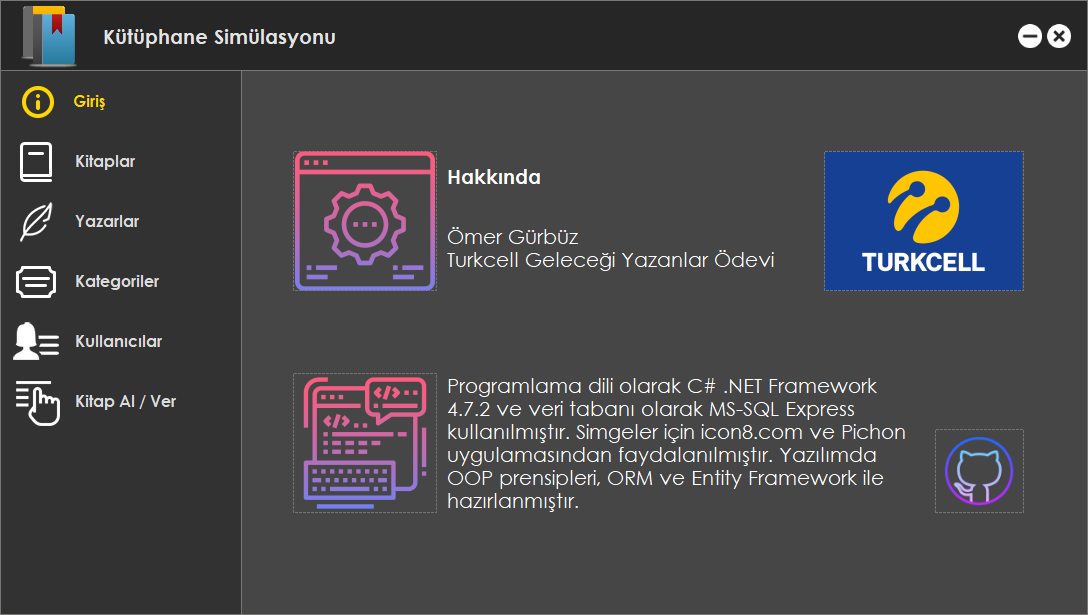 Kütüphane Simülasyonu
Giriş
Kitaplar
Yazarlar
Kategoriler
Kullanıcılar
Kitap Al / Ver
Hakkında
Ömer Gürbüz
Turkcell Geleceği Yazanlar Ödevi
TURKCELL
Programlama dili olarak C# .NET Framework
4.7.2 ve veri tabanı olarak MS-SQL Express
kullanılmıştır. Simgeler için icon8.com ve Pichon
uygulamasından faydalanılmıştır. Yazılımda
OOP prensipleri, ORM ve Entity Framework ile
hazırlanmıştır.